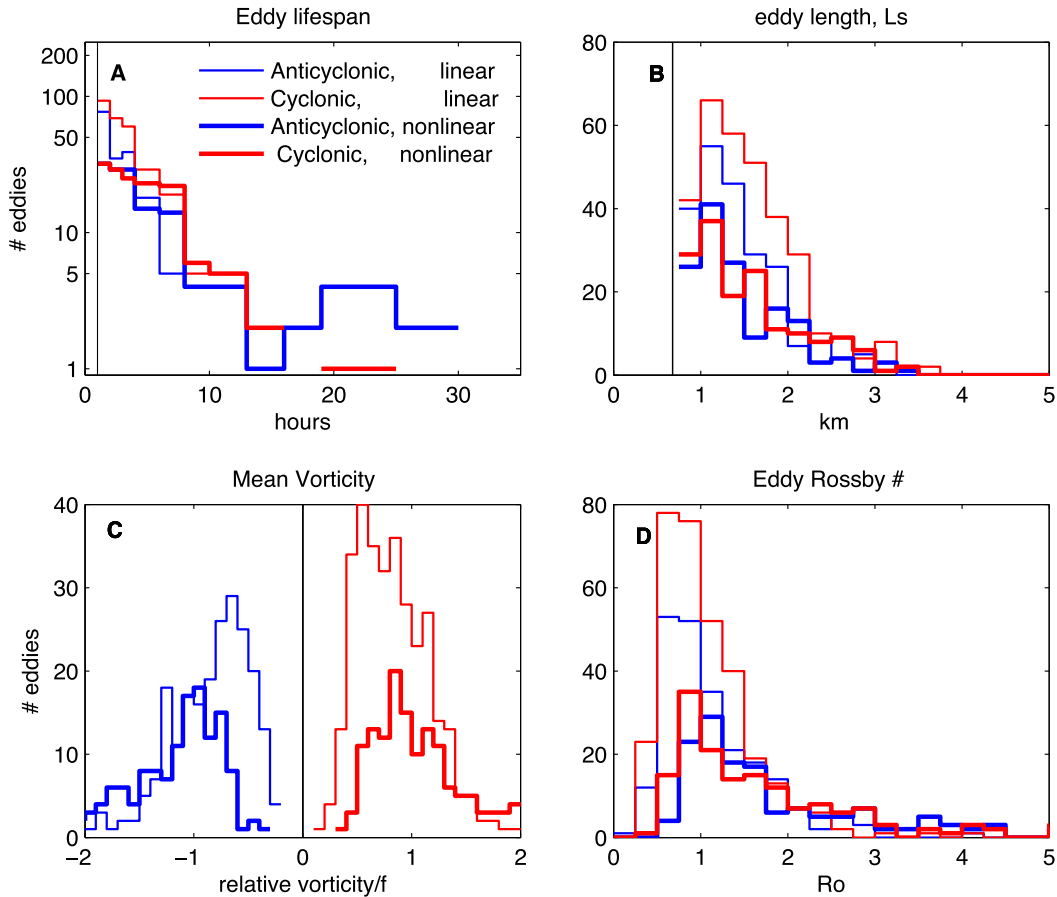 Eddy lifespan
200
100
50
10
5
1
# eddies
A
Anticyclonic, linear
Cyclonic, linear
Anticyclonic, nonlinear
Cyclonic, nonlinear
0 10 20 30
hours
eddy length, Ls
80
60
40
20
0
B
0 1 2 3 4 5
km
Mean Vorticity
40
30
20
10
0
# eddies
C
−2 −1 0 1 2
relative vorticity/f
Eddy Rossby #
80
60
40
20
0
D
0 1 2 3 4 5
Ro